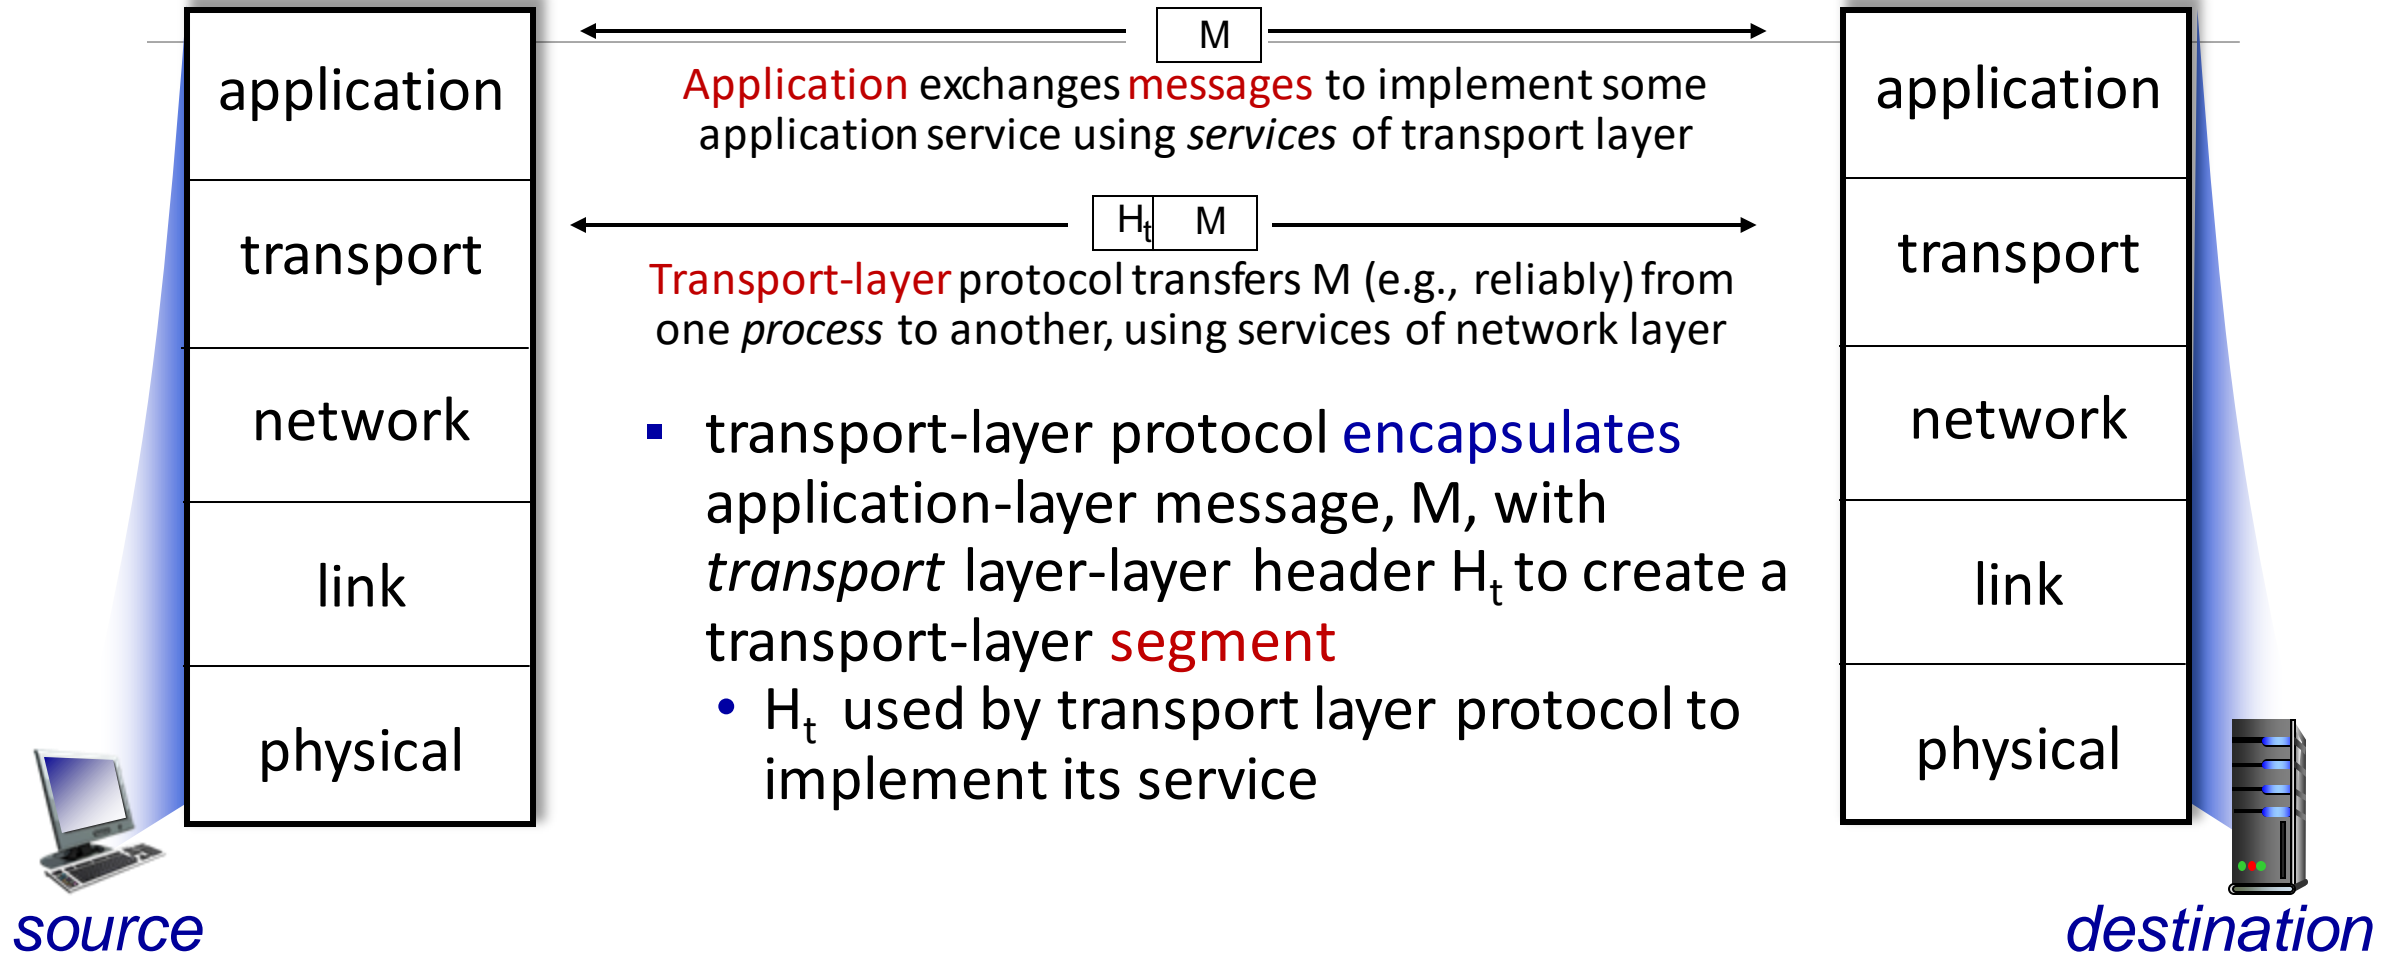 application
transport
network
link
physical
source
M
Application exchanges messages to implement some
application service using services of transport layer
Ht M
Transport-layer protocol transfers M (e.g., reliably) from
one process to another, using services of network layer
▪ transport-layer protocol encapsulates
application-layer message, M, with
transport layer-layer header Ht to create a
transport-layer segment
• Ht used by transport layer protocol to
implement its service
application
transport
network
link
physical
destination